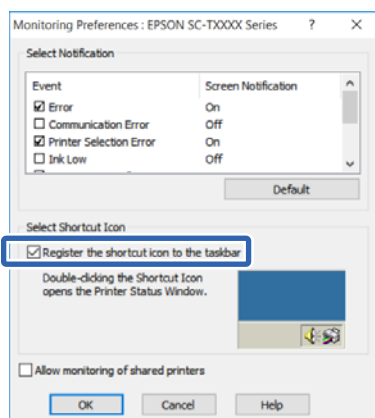 Monitoring Preferences : EPSON SC-TXXXX Series ? ×
Select Notification
Event Screen Notification
Error On
Communication Error Off
Printer Selection Error On
Ink Low Off
Default
Select Shortcut Icon
Register the shortcut icon to the taskbar
Double-clicking the Shortcut Icon
opens the Printer Status Window.
Allow monitoring of shared printers
OK Cancel Help